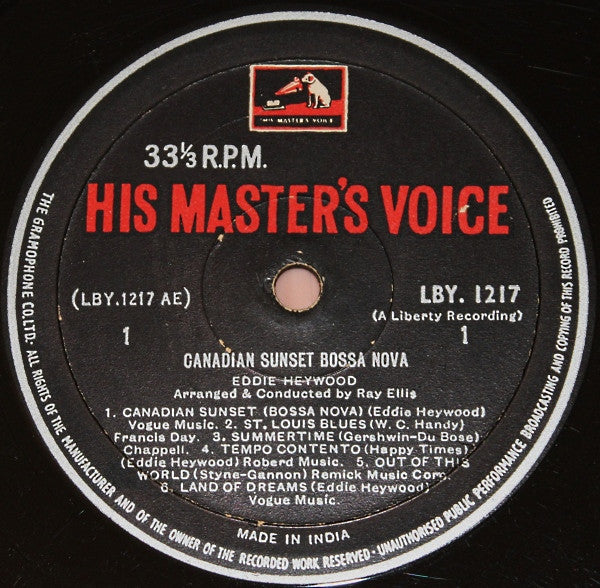 "HIS MASTER'S VOICE"
33⅓ R.P.M.
HIS MASTER'S VOICE
(LBY.1217 AE)
LBY. 1217
(A Liberty Recording)
1
1
CANADIAN SUNSET BOSSA NOVA
EDDIE HEYWOOD
Arranged & Conducted by Ray Ellis
1. CANADIAN SUNSET (BOSSA NOVA) (Eddie Heywood)
Vogue Music. 2. ST. LOUIS BLUES (W. C. Handy)
Francis Day. 3. SUMMERTIME (Gershwin-Du Bose)
Chappell. 4. TEMPO CONTENTO (Happy Times)
(Eddie Heywood) Roberd Music. 5. OUT OF THIS
WORLD (Styne-Gannon) Remick Music Corp.
6. LAND OF DREAMS (Eddie Heywood)
Vogue Music.
MADE IN INDIA
THE GRAMOPHONE CO. LTD. ALL RIGHTS OF THE MANUFACTURER AND OF THE OWNER OF THE RECORDED WORK RESERVED · UNAUTHORISED PUBLIC PERFORMANCE BROADCASTING AND COPYING OF THIS RECORD PROHIBITED